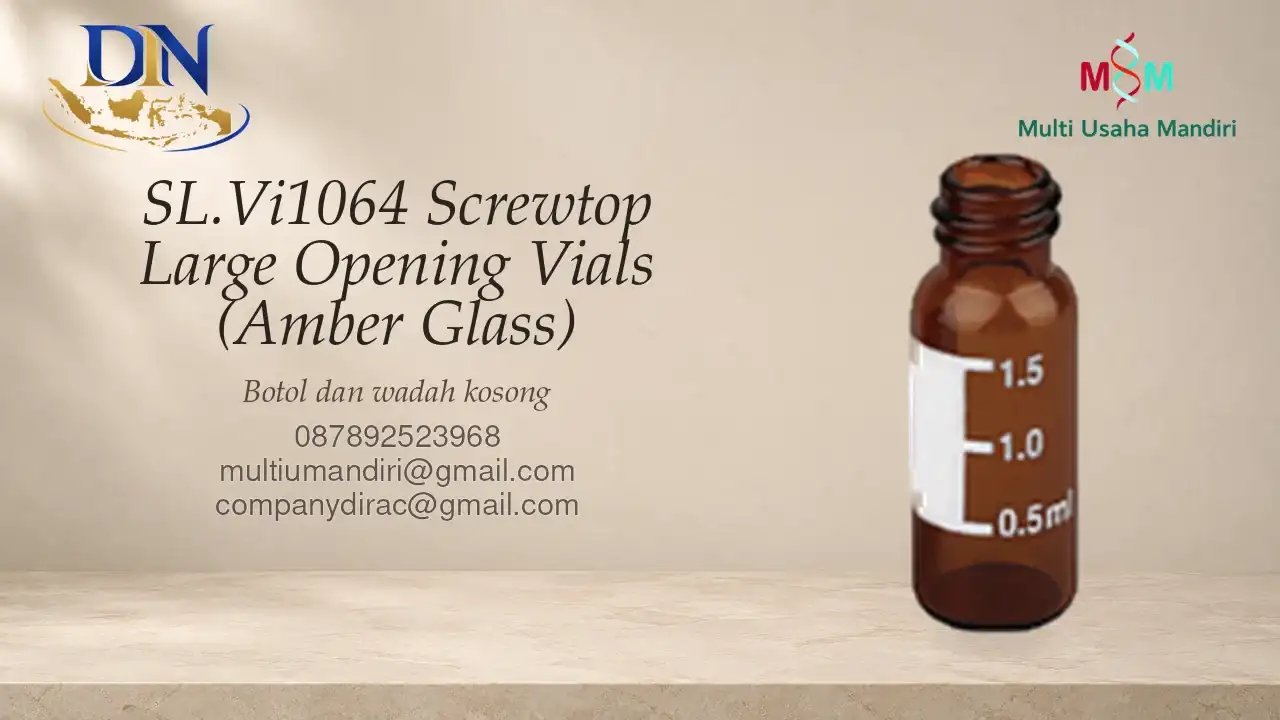 DIN
MSM
Multi Usaha Mandiri
SL.Vi1064 Screwtop
Large Opening Vials
(Amber Glass)
Botol dan wadah kosong
087892523968
multiumandiri@gmail.com
companydirac@gmail.com
1.5
1.0
0.5ml